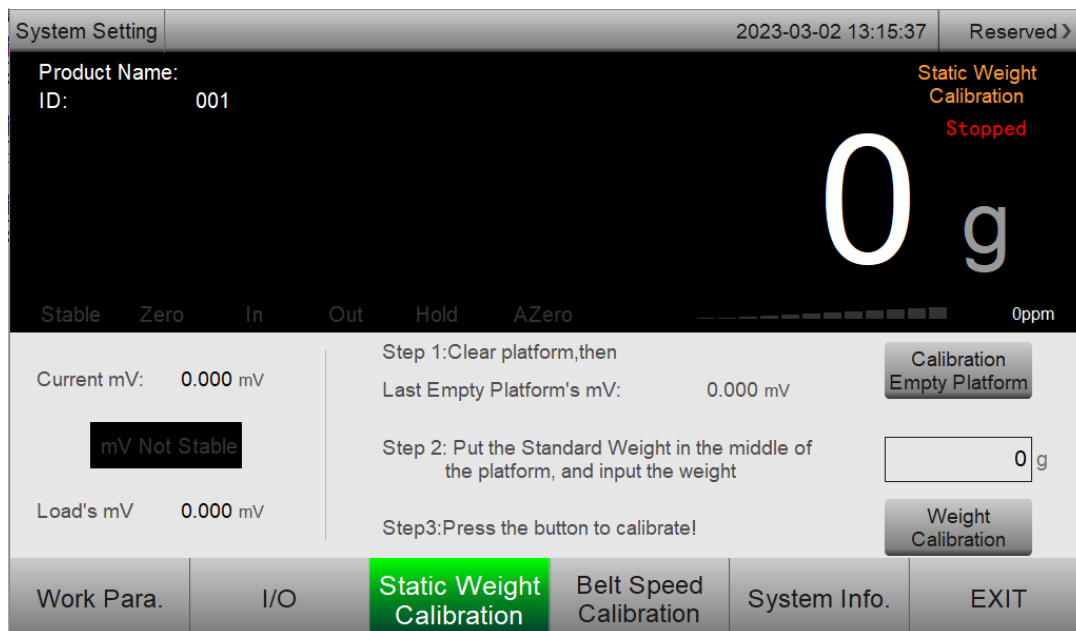 System Setting 2023-03-02 13:15:37 Reserved >
Product Name:
ID: 001
Static Weight
Calibration
Stopped
0 g
Stable Zero In Out Hold AZero 0ppm
Current mV: 0.000 mV
mV Not Stable
Load's mV 0.000 mV
Step 1:Clear platform,then
Last Empty Platform's mV: 0.000 mV
Calibration
Empty Platform
Step 2: Put the Standard Weight in the middle of
the platform, and input the weight
0 g
Step3:Press the button to calibrate!
Weight
Calibration
Work Para.
I/O
Static Weight
Calibration
Belt Speed
Calibration
System Info.
EXIT